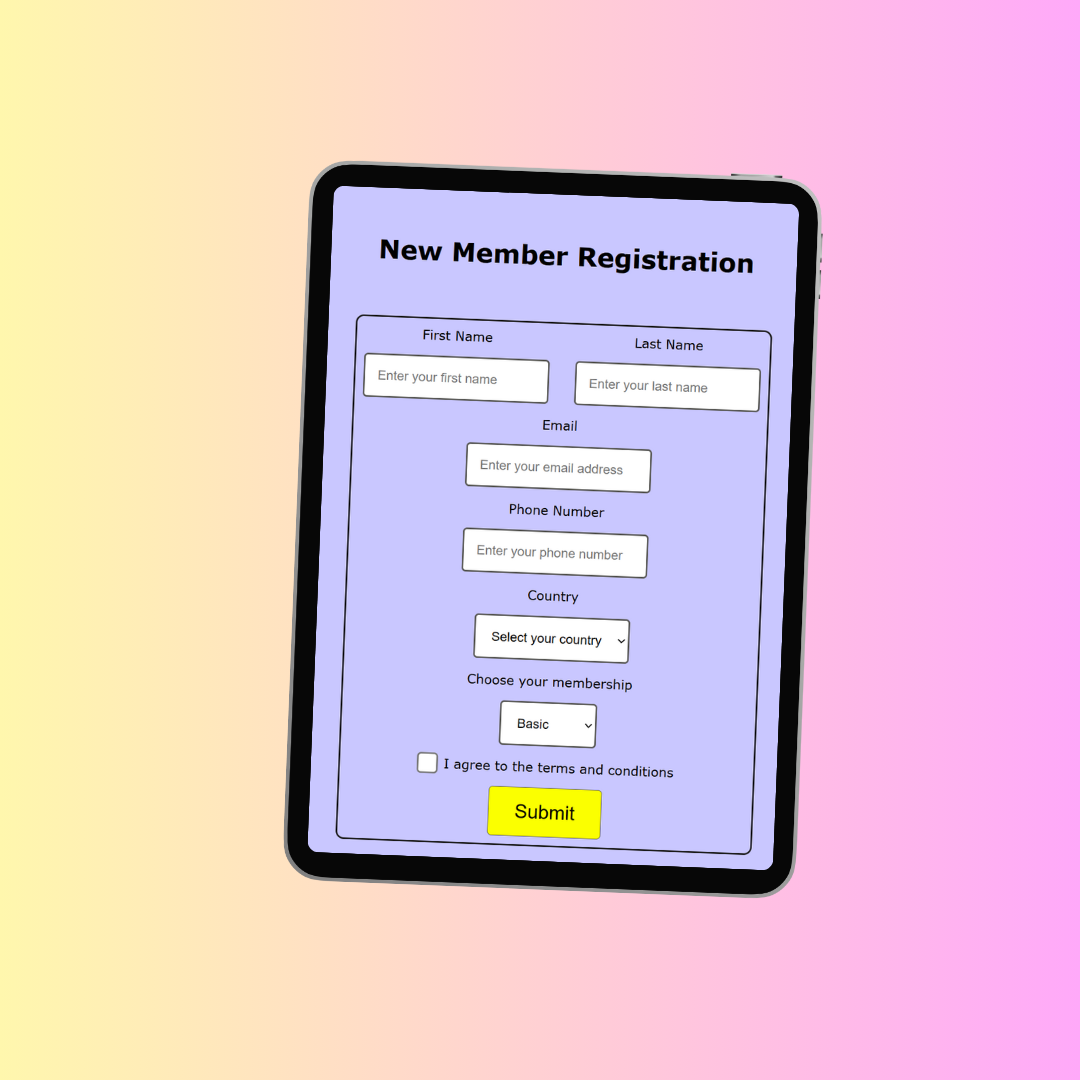 New Member Registration
First Name
Last Name
Enter your first name
Enter your last name
Email
Enter your email address
Phone Number
Enter your phone number
Country
Select your country
Choose your membership
Basic
I agree to the terms and conditions
Submit